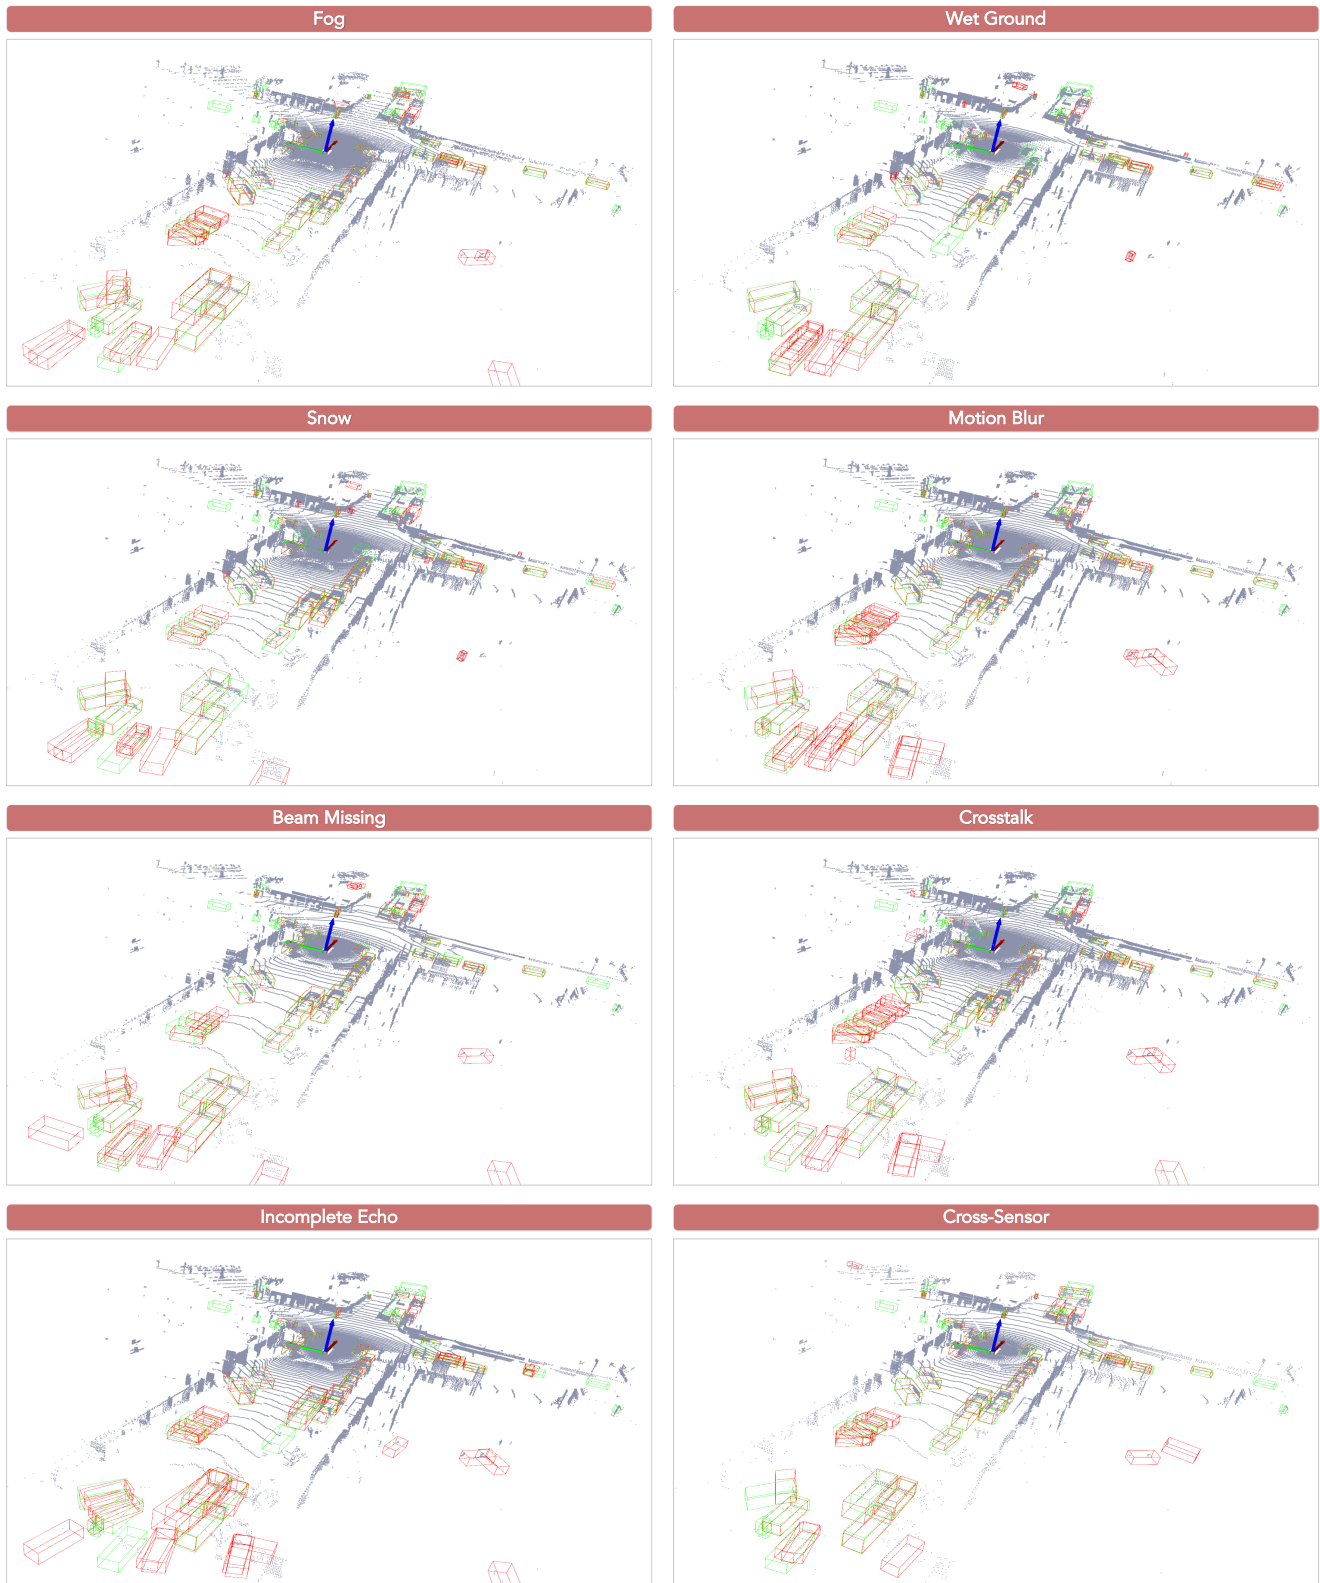 Fog
Wet Ground
Snow
Motion Blur
Beam Missing
Crosstalk
Incomplete Echo
Cross-Sensor